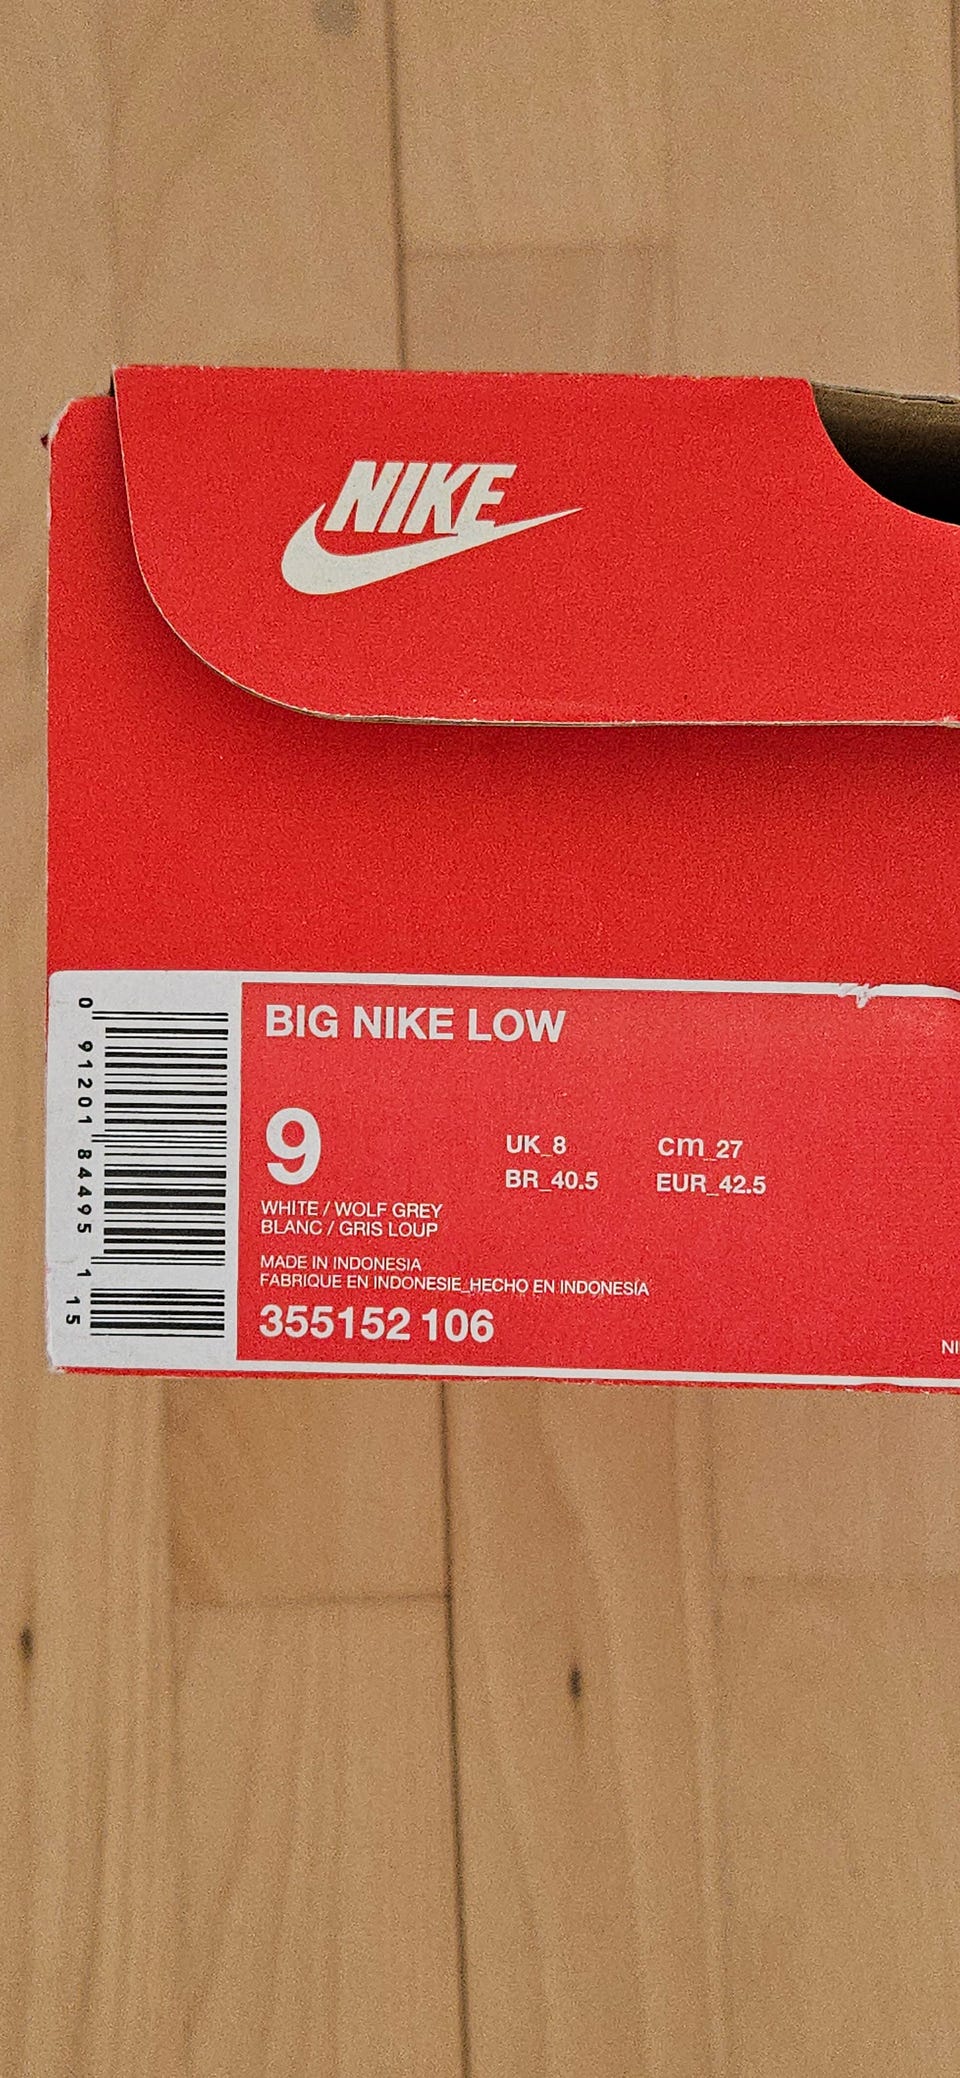 NIKE
0 91201 84495 1 15
BIG NIKE LOW
9
UK_8 cm_27
BR_40.5 EUR_42.5
WHITE / WOLF GREY
BLANC / GRIS LOUP
MADE IN INDONESIA
FABRIQUE EN INDONESIE_HECHO EN INDONESÍA
355152 106